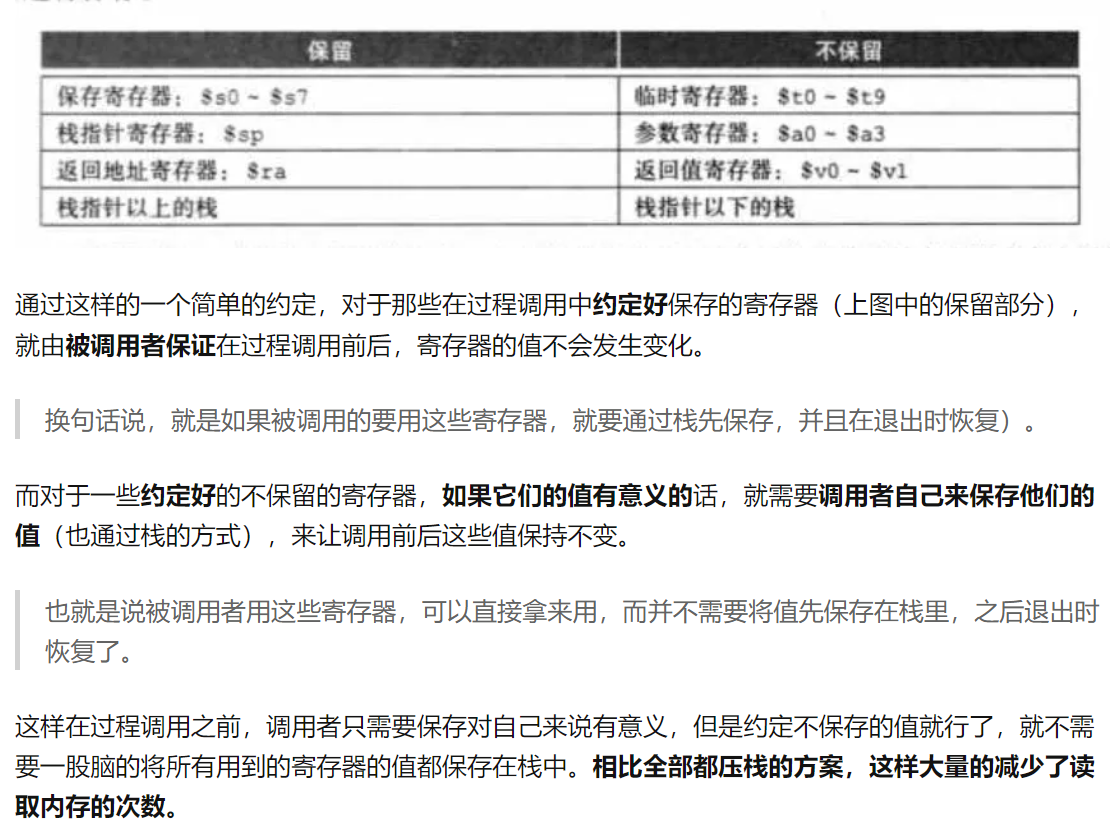 保留 不保留
保存寄存器：$s0 ~ $s7 临时寄存器：$t0 ~ $t9
栈指针寄存器：$sp 参数寄存器：$a0 ~ $a3
返回地址寄存器：$ra 返回值寄存器：$v0 ~ $v1
栈指针以上的栈 栈指针以下的栈
通过这样的一个简单的约定，对于那些在过程调用中约定好保存的寄存器（上图中的保留部分），
就由被调用者保证在过程调用前后，寄存器的值不会发生变化。
换句话说，就是如果被调用的要用这些寄存器，就要通过栈先保存，并且在退出时恢复）。
而对于一些约定好的不保留的寄存器，如果它们的值有意义的话，就需要调用者自己来保存他们的
值（也通过栈的方式），来让调用前后这些值保持不变。
也就是说被调用者用这些寄存器，可以直接拿来用，而并不需要将值先保存在栈里，之后退出时
恢复了。
这样在过程调用之前，调用者只需要保存对自己来说有意义，但是约定不保存的值就行了，就不需
要一股脑的将所有用到的寄存器的值都保存在栈中。相比全部都压栈的方案，这样大量的减少了读
取内存的次数。